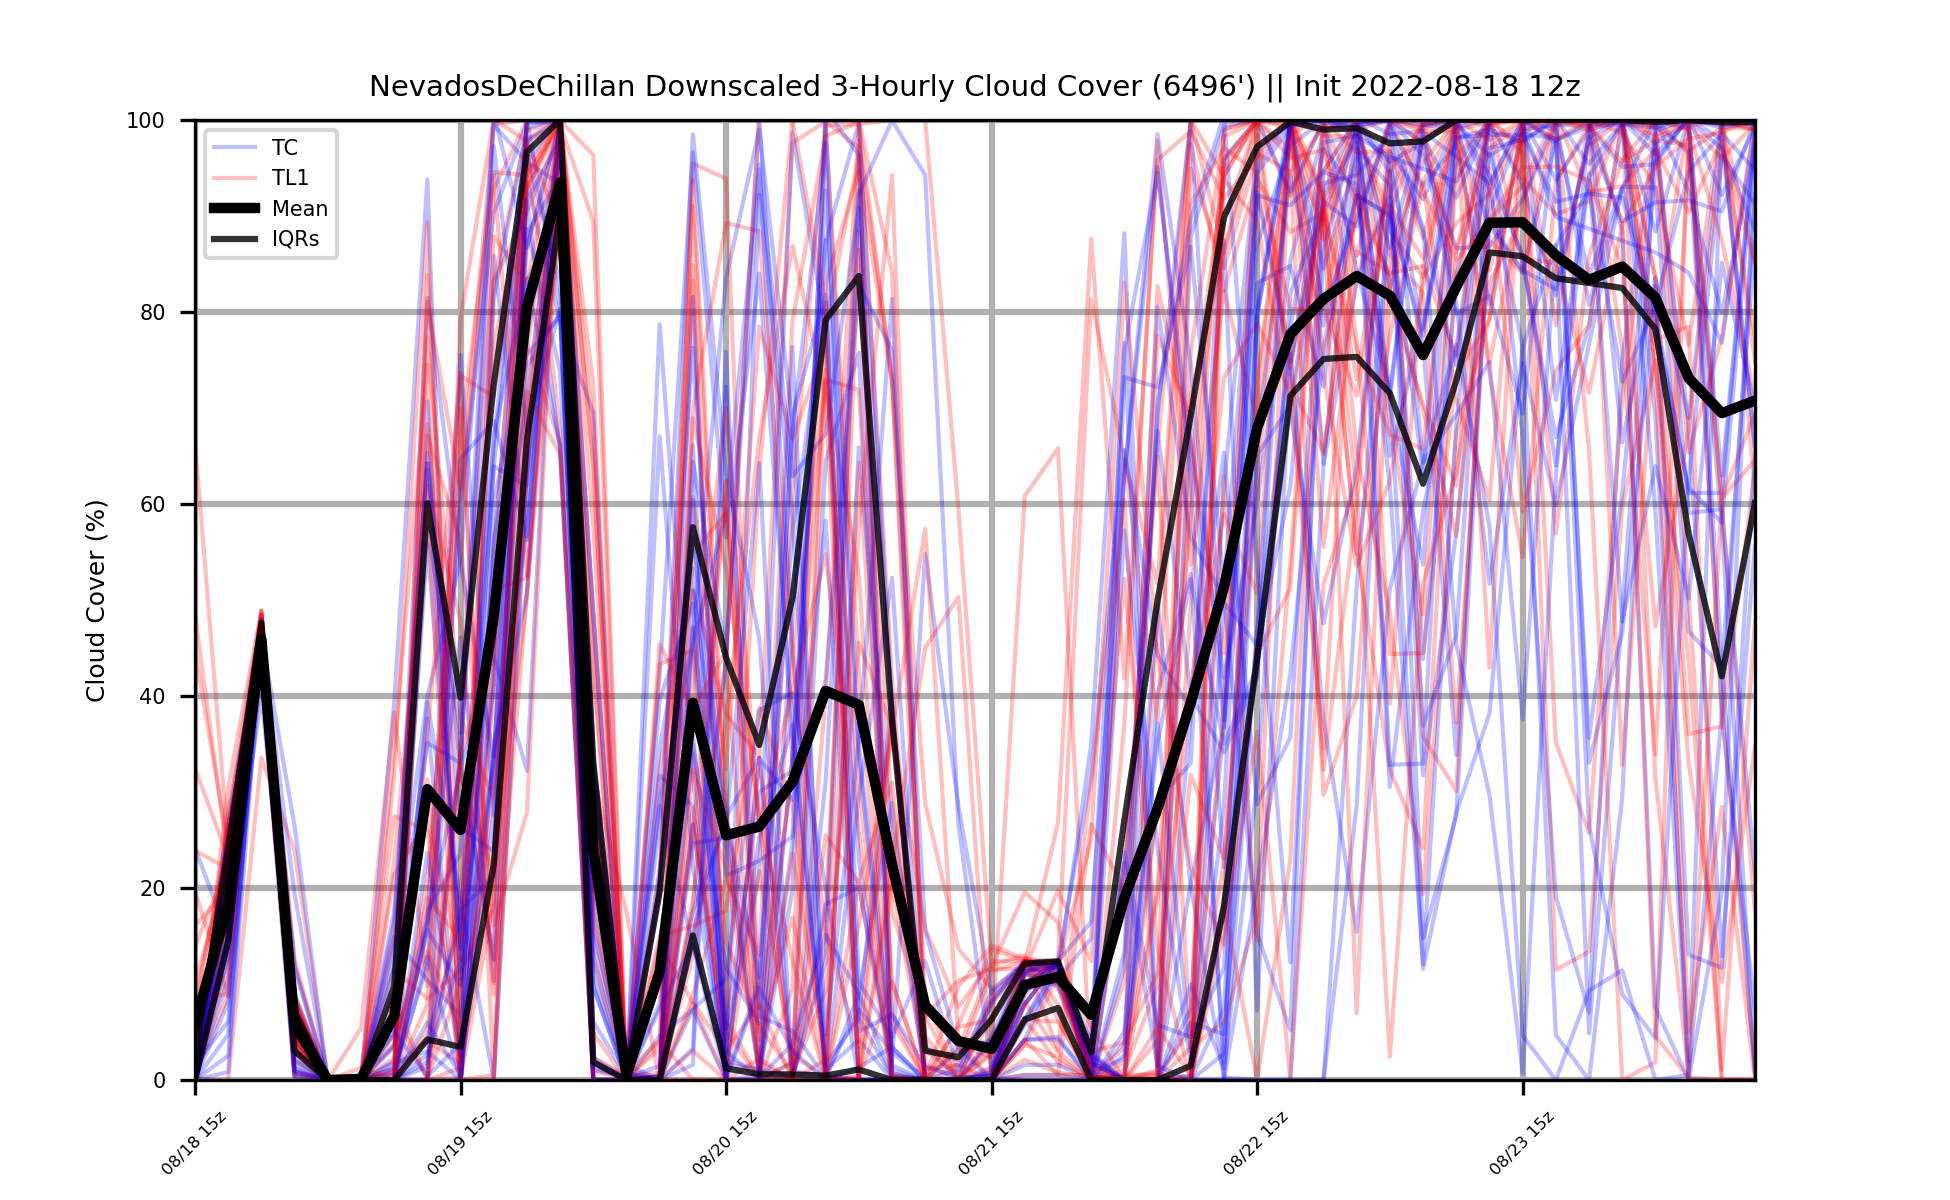 NevadosDeChillan Downscaled 3-Hourly Cloud Cover (6496') || Init 2022-08-18 12z
TC
TL1
Mean
IQRs
Cloud Cover (%)
100
80
60
40
20
0
08/18 15z
08/19 15z
08/20 15z
08/21 15z
08/22 15z
08/23 15z